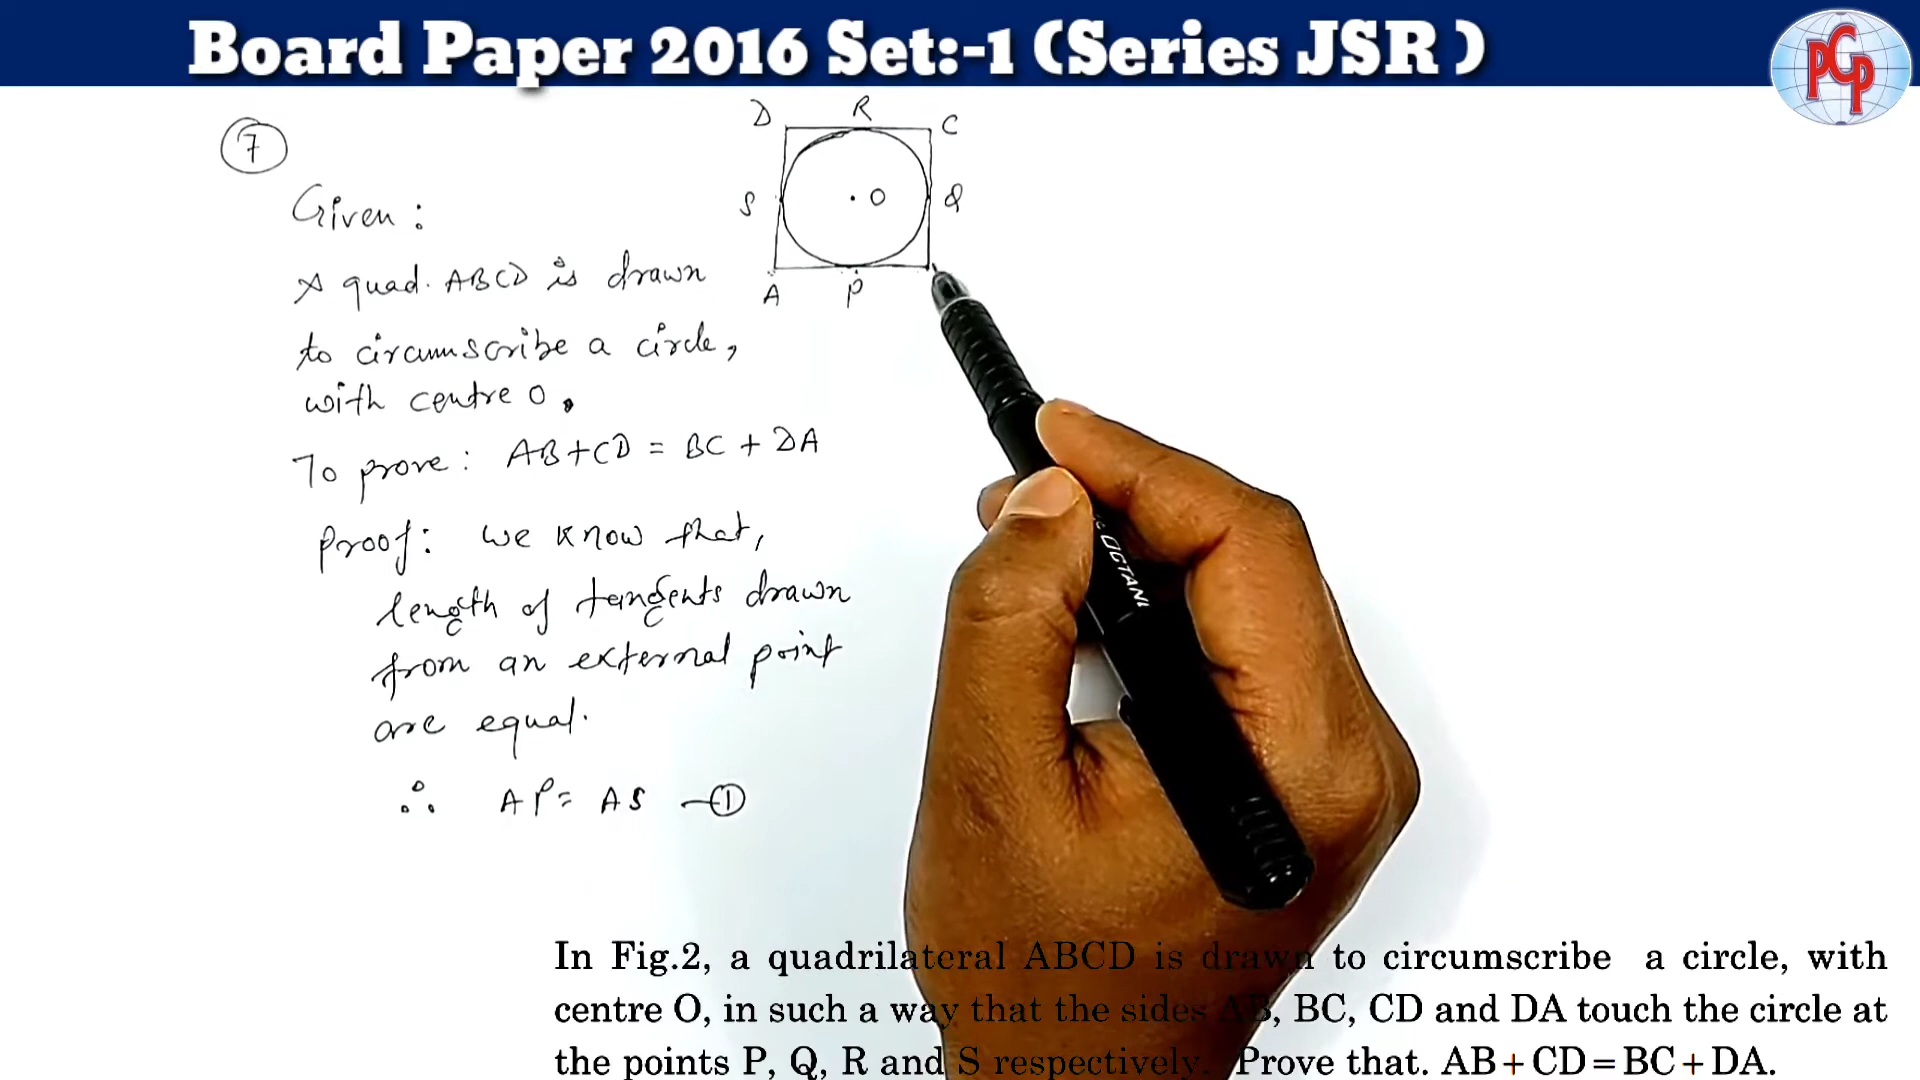 Board Paper 2016 Set:-1 (Series JSR )
PGP
7
D R C
Given :
S . O Q
A quad. ABCD is drawn
A P
to circumscribe a circle,
with centre O.
To prove : AB+CD = BC + DA
Proof : we know that,
length of tangents drawn
from an external point
are equal.
∴ AP = AS —①
OCTANE
In Fig.2, a quadrilateral ABCD is drawn to circumscribe a circle, with
centre O, in such a way that the sides AB, BC, CD and DA touch the circle at
the points P, Q, R and S respectively. Prove that. AB+CD=BC+DA.